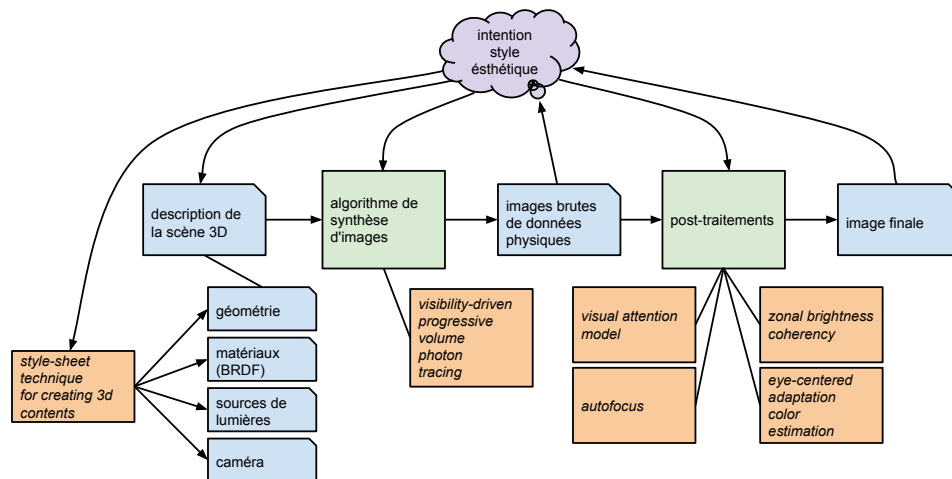 intention
style
ésthétique
description de
la scène 3D
algorithme de
synthèse
d'images
images brutes
de données
physiques
post-traitements
image finale
géométrie
matériaux
(BRDF)
sources de
lumières
caméra
style-sheet
technique
for creating 3d
contents
visibility-driven
progressive
volume
photon
tracing
visual attention
model
zonal brightness
coherency
autofocus
eye-centered
adaptation
color
estimation